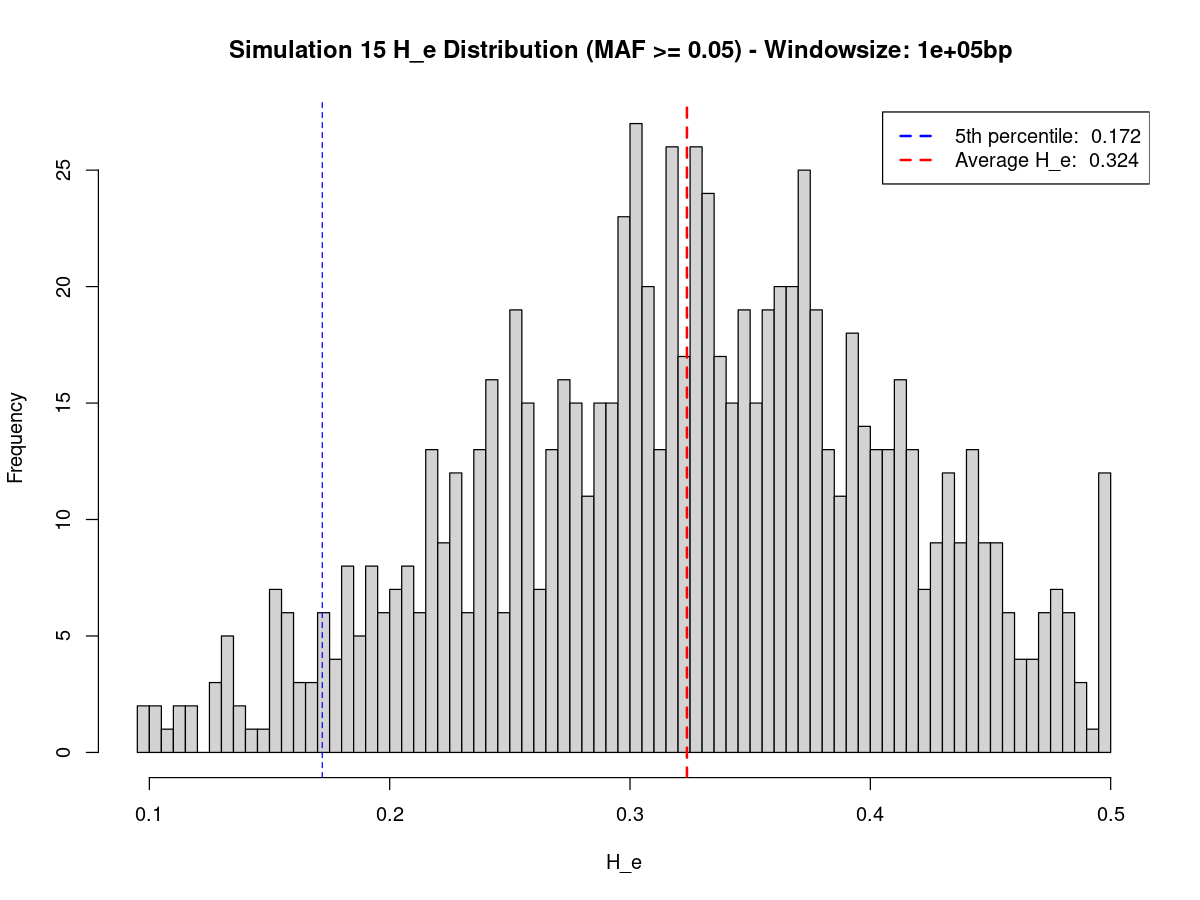 Simulation 15 H_e Distribution (MAF >= 0.05) - Windowsize: 1e+05bp
5th percentile:  0.172
Average H_e:  0.324
Frequency
25
20
15
10
5
0
0.1 0.2 0.3 0.4 0.5
H_e